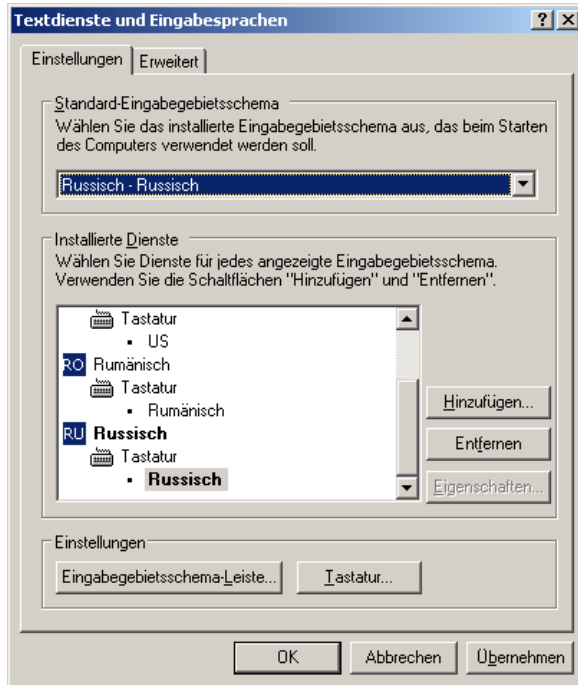 Textdienste und Eingabesprachen
Einstellungen
Erweitert
Standard-Eingabegebietsschema
Wählen Sie das installierte Eingabegebietsschema aus, das beim Starten
des Computers verwendet werden soll.
Russisch - Russisch
Installierte Dienste
Wählen Sie Dienste für jedes angezeigte Eingabegebietsschema.
Verwenden Sie die Schaltflächen "Hinzufügen" und "Entfernen".
Tastatur
US
RO Rumänisch
Tastatur
Rumänisch
RU Russisch
Tastatur
Russisch
Hinzufügen...
Entfernen
Eigenschaften...
Einstellungen
Eingabegebietsschema-Leiste...
Tastatur...
OK
Abbrechen
Übernehmen